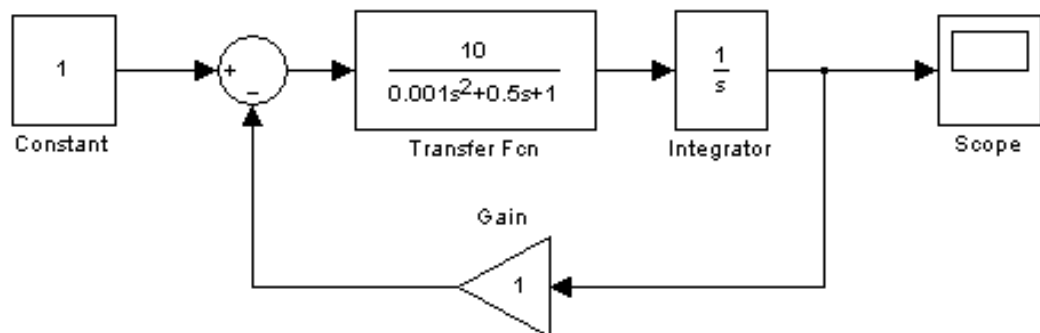 1
Constant
+
−
10
0.001s²+0.5s+1
Transfer Fcn
1
s
Integrator
Scope
Gain
1